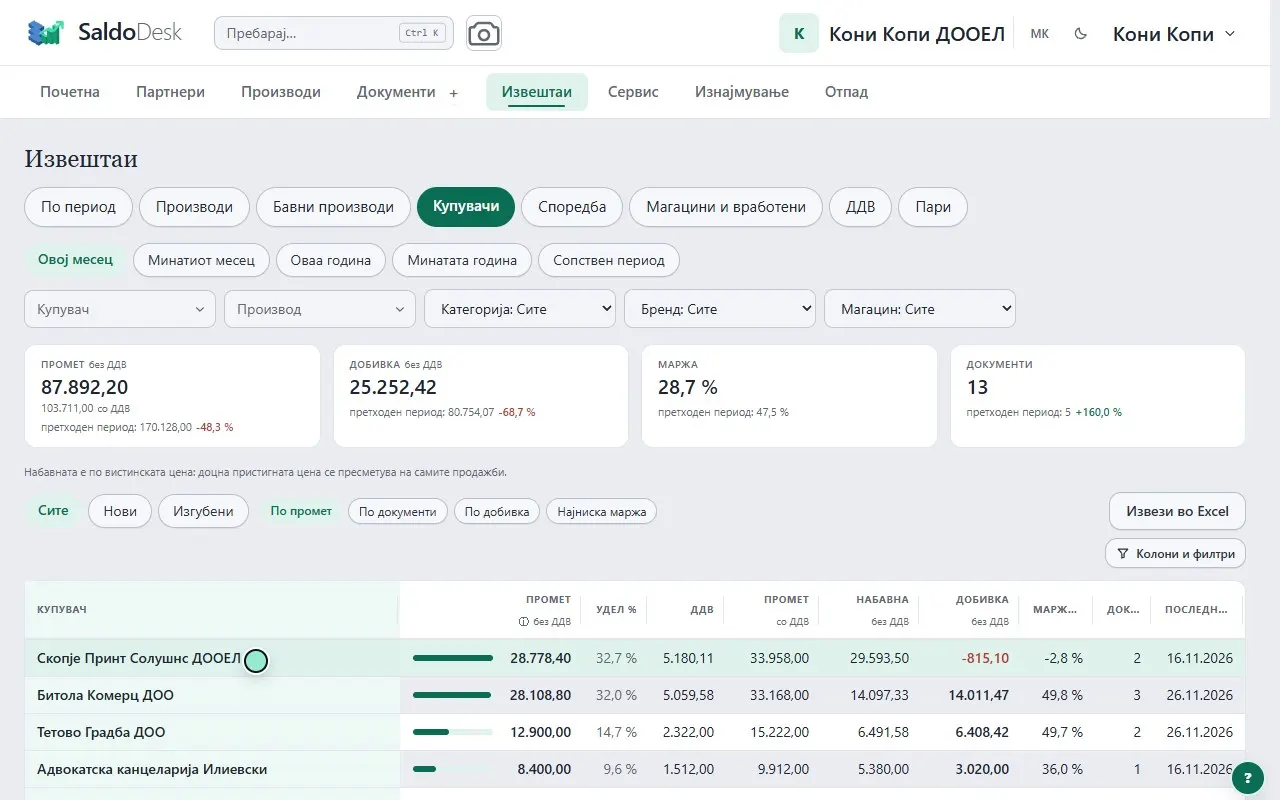 SaldoDesk
Пребарај...
Ctrl K
К
Кони Копи ДООЕЛ
МК
Кони Копи
Почетна
Партнери
Производи
Документи +
Извештаи
Сервис
Изнајмување
Отпад
Извештаи
По период
Производи
Бавни производи
Купувачи
Споредба
Магацини и вработени
ДДВ
Пари
Овој месец
Минатиот месец
Оваа година
Минатата година
Сопствен период
Купувач
Производ
Категорија: Сите
Бренд: Сите
Магацин: Сите
ПРОМЕТ без ДДВ
87.892,20
103.711,00 со ДДВ
претходен период: 170.128,00 -48,3 %
ДОБИВКА без ДДВ
25.252,42
претходен период: 80.754,07 -68,7 %
МАРЖА
28,7 %
претходен период: 47,5 %
ДОКУМЕНТИ
13
претходен период: 5 +160,0 %
Набавната е по вистинската цена: доцна пристигната цена се пресметува на самите продажби.
Сите
Нови
Изгубени
По промет
По документи
По добивка
Најниска маржа
Извези во Excel
Колони и филтри
КУПУВАЧ
ПРОМЕТ
без ДДВ
УДЕЛ %
ДДВ
ПРОМЕТ
со ДДВ
НАБАВНА
без ДДВ
ДОБИВКА
без ДДВ
МАРЖ...
ДОК...
ПОСЛЕДН...
Скопје Принт Солушнс ДООЕЛ 28.778,40 32,7 % 5.180,11 33.958,00 29.593,50 -815,10 -2,8 % 2 16.11.2026
Битола Комерц ДОО 28.108,80 32,0 % 5.059,58 33.168,00 14.097,33 14.011,47 49,8 % 3 26.11.2026
Тетово Градба ДОО 12.900,00 14,7 % 2.322,00 15.222,00 6.491,58 6.408,42 49,7 % 2 26.11.2026
Адвокатска канцеларија Илиевски 8.400,00 9,6 % 1.512,00 9.912,00 5.380,00 3.020,00 36,0 % 1 16.11.2026
?